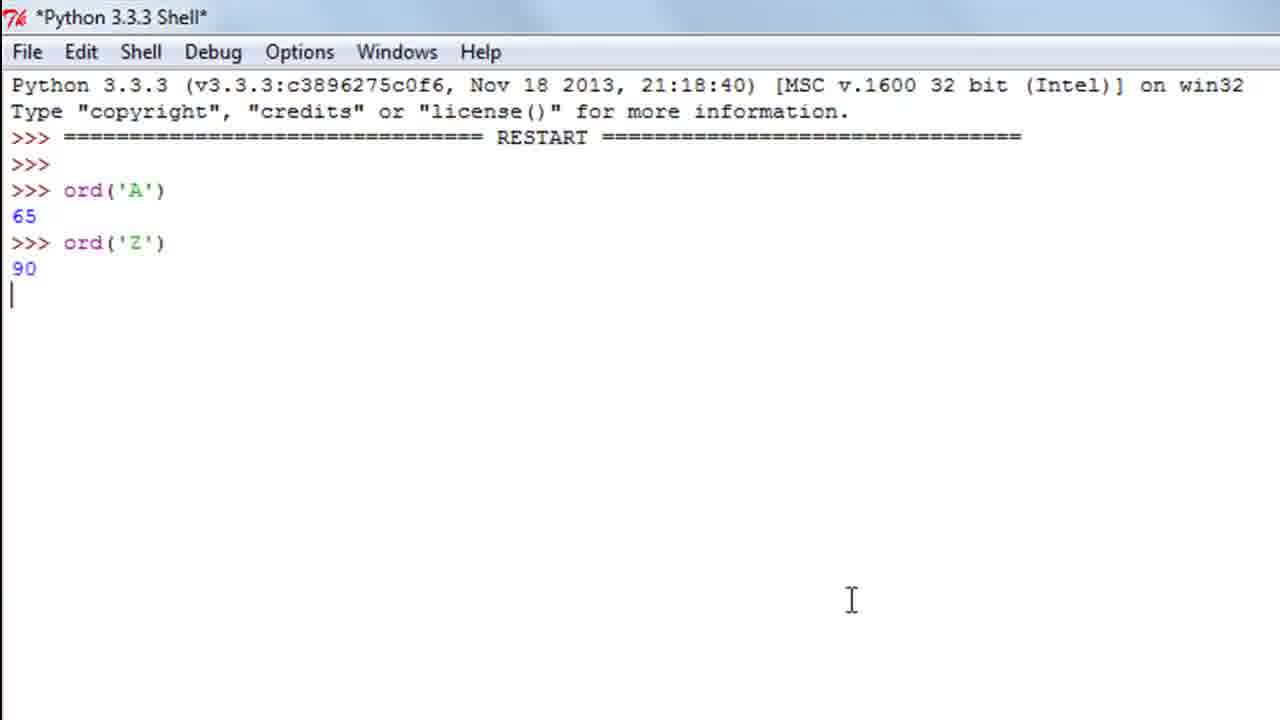 *Python 3.3.3 Shell*
File Edit Shell Debug Options Windows Help
Python 3.3.3 (v3.3.3:c3896275c0f6, Nov 18 2013, 21:18:40) [MSC v.1600 32 bit (Intel)] on win32
Type "copyright", "credits" or "license()" for more information.
>>> ================================ RESTART ================================
>>>
>>> ord('A')
65
>>> ord('Z')
90